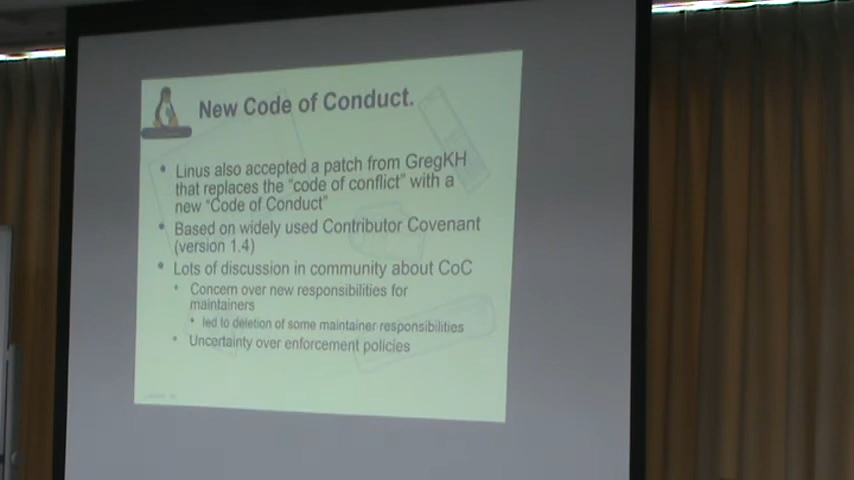 New Code of Conduct.
• Linus also accepted a patch from GregKH
that replaces the "code of conflict" with a
new "Code of Conduct"
• Based on widely used Contributor Covenant
(version 1.4)
• Lots of discussion in community about CoC
• Concern over new responsibilities for
maintainers
• led to deletion of some maintainer responsibilities
• Uncertainty over enforcement policies